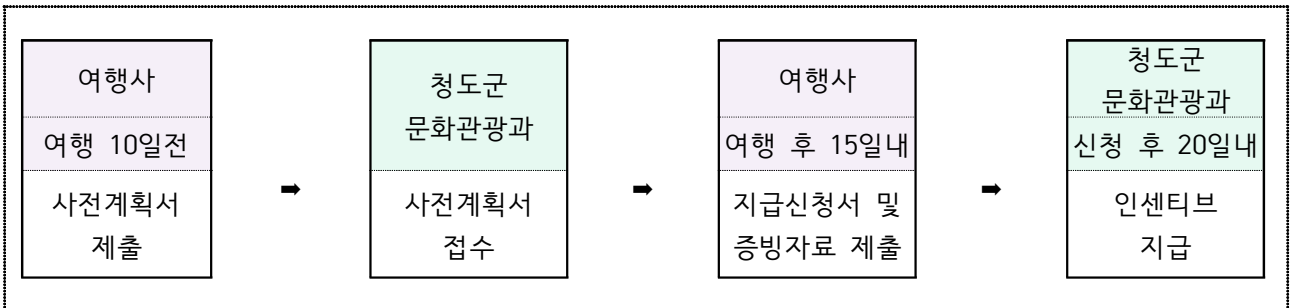 여행사
여행 10일전
사전계획서
제출
➡
청도군
문화관광과
사전계획서
접수
➡
여행사
여행 후 15일내
지급신청서 및
증빙자료 제출
➡
청도군
문화관광과
신청 후 20일내
인센티브
지급